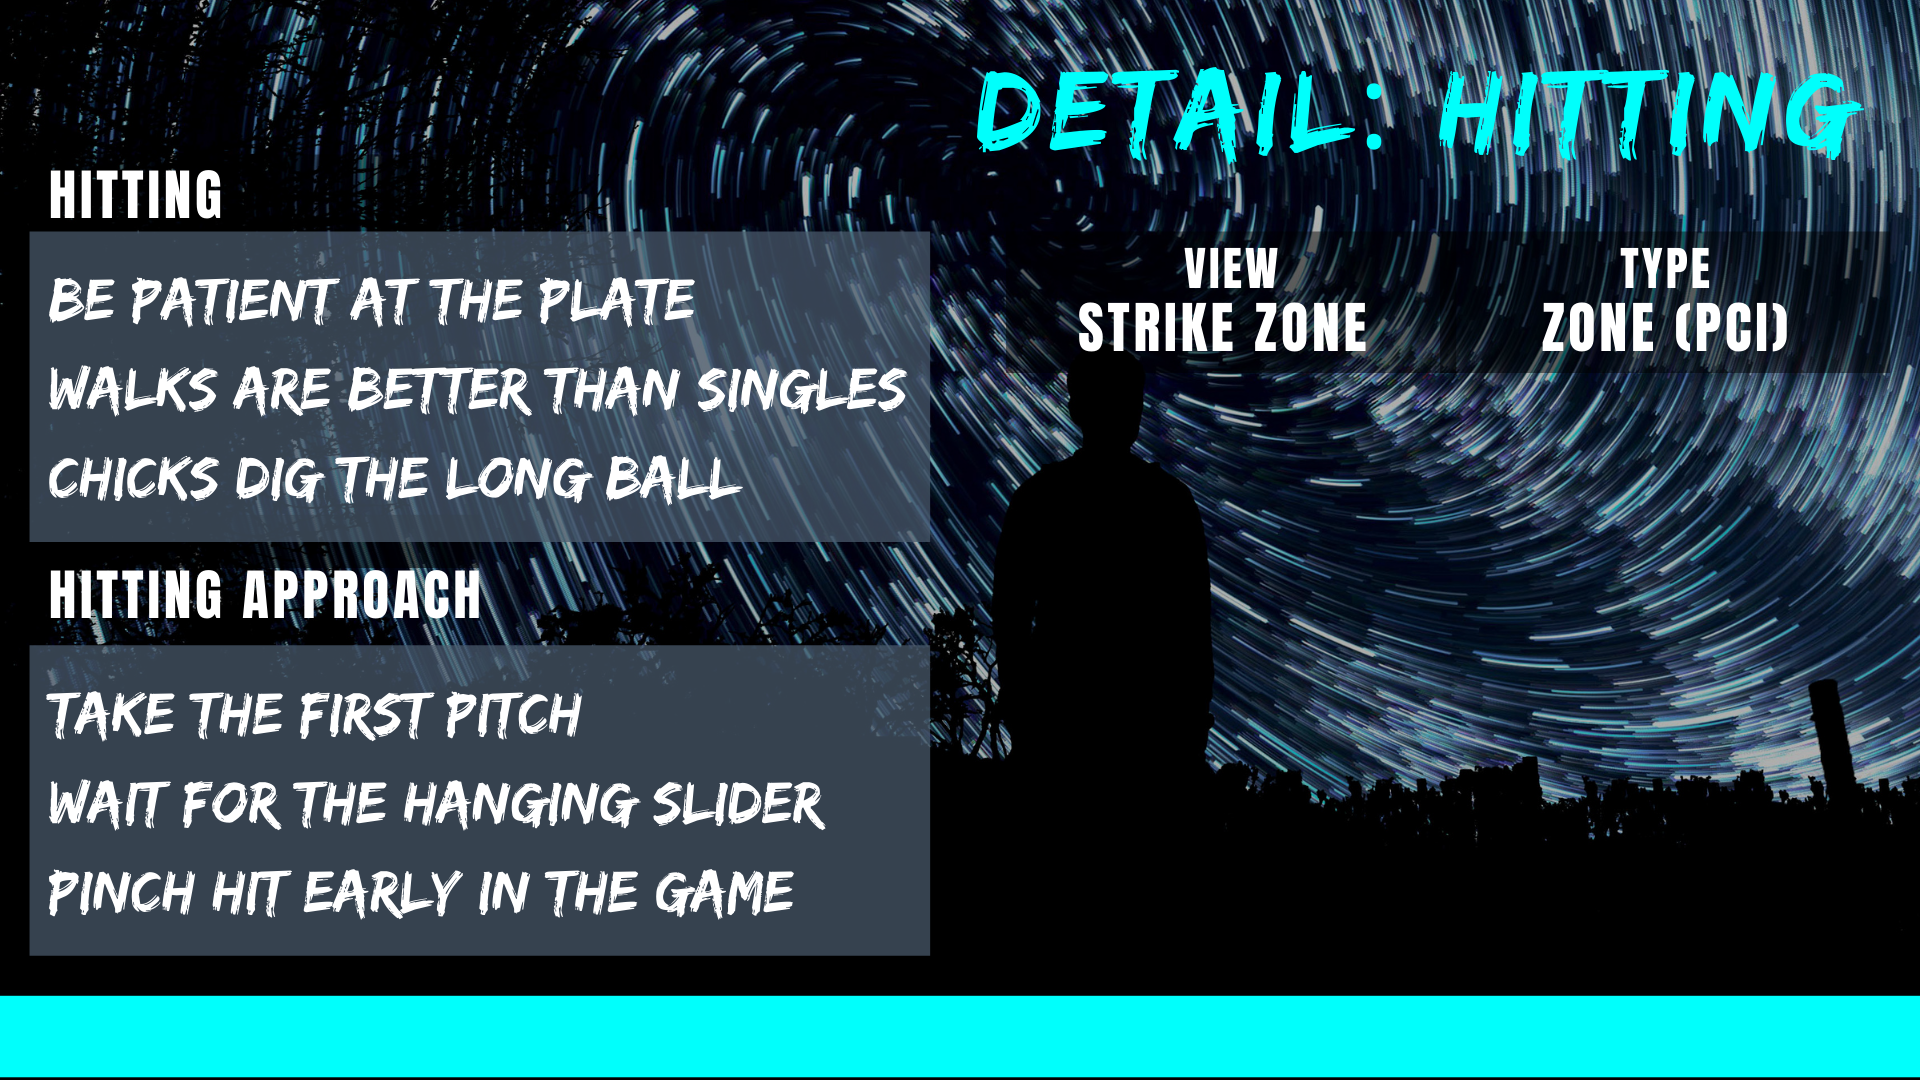 DETAIL: HITTING
HITTING
BE PATIENT AT THE PLATE
WALKS ARE BETTER THAN SINGLES
CHICKS DIG THE LONG BALL
HITTING APPROACH
TAKE THE FIRST PITCH
WAIT FOR THE HANGING SLIDER
PINCH HIT EARLY IN THE GAME
VIEW
STRIKE ZONE
TYPE
ZONE (PCI)